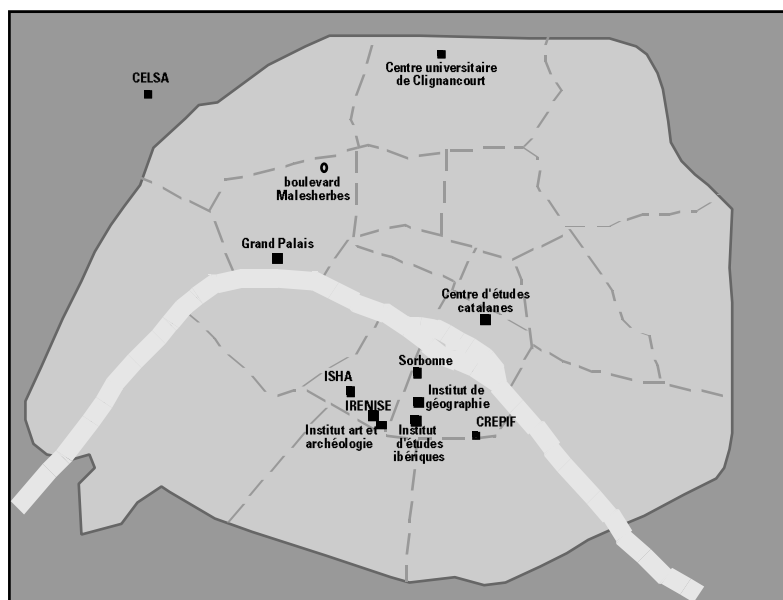 CELSA
Centre universitaire
de Clignancourt
boulevard
Malesherbes
Grand Palais
Centre d'études
catalanes
Sorbonne
ISHA
Institut de
géographie
IRENISE
Institut art et
archéologie
Institut
d'études
ibériques
CREPIF